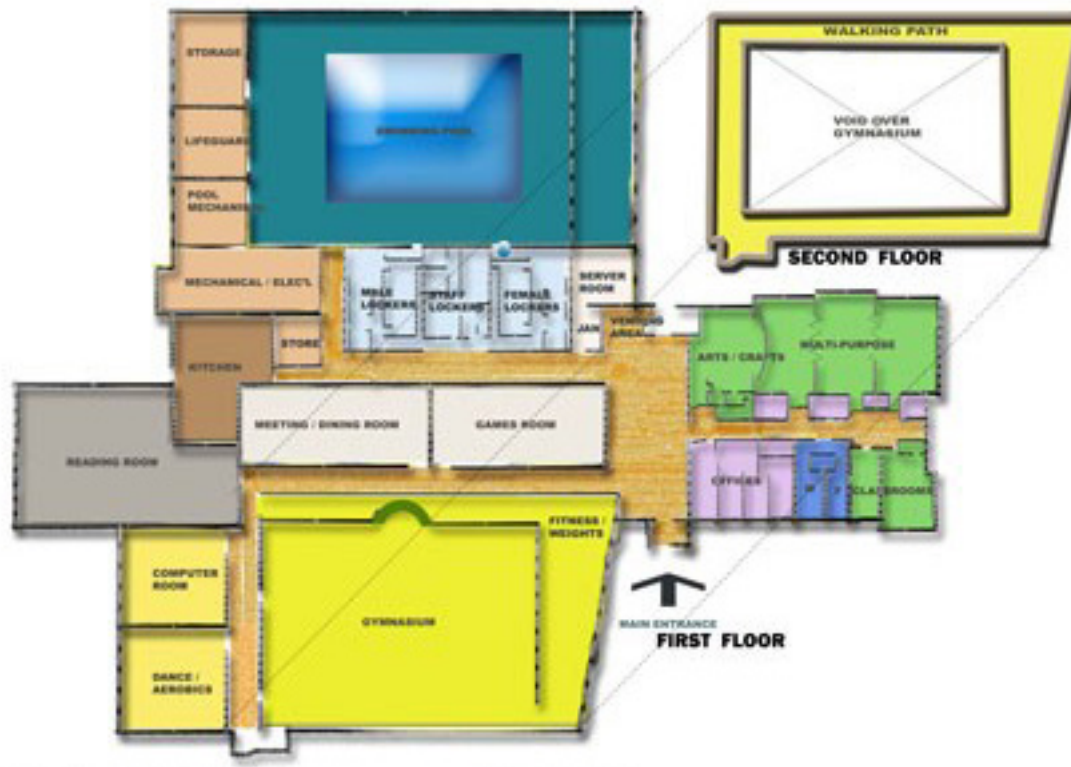 STORAGE
SWIMMING POOL
LIFEGUARD
POOL
MECHANICAL
MECHANICAL / ELEC'L
MALE
LOCKERS
STAFF
LOCKERS
FEMALE
LOCKERS
SERVER
ROOM
JAN
VENDING
AREA
STORE
KITCHEN
WALKING PATH
VOID OVER
GYMNASIUM
SECOND FLOOR
ARTS / CRAFTS
MULTI-PURPOSE
MEETING / DINING ROOM
GAMES ROOM
READING ROOM
OFFICES
CLASSROOMS
FITNESS /
WEIGHTS
COMPUTER
ROOM
GYMNASIUM
DANCE /
AEROBICS
MAIN ENTRANCE
FIRST FLOOR